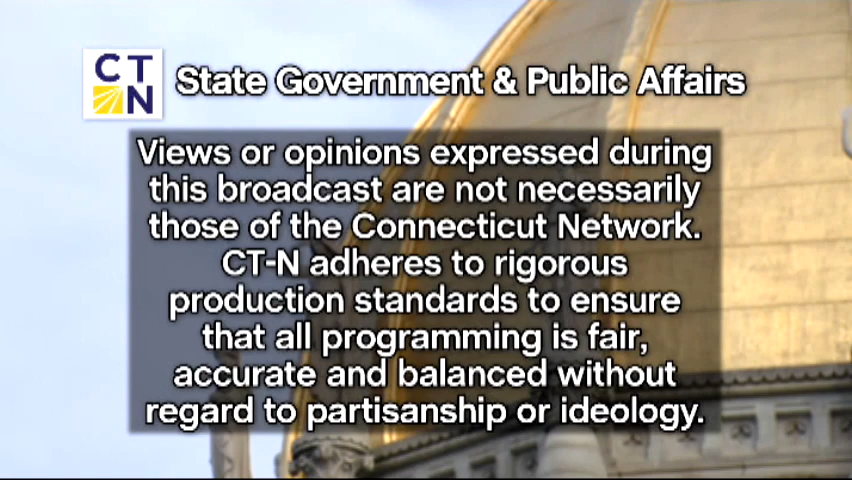 CT
N
State Government & Public Affairs
Views or opinions expressed during
this broadcast are not necessarily
those of the Connecticut Network.
CT-N adheres to rigorous
production standards to ensure
that all programming is fair,
accurate and balanced without
regard to partisanship or ideology.